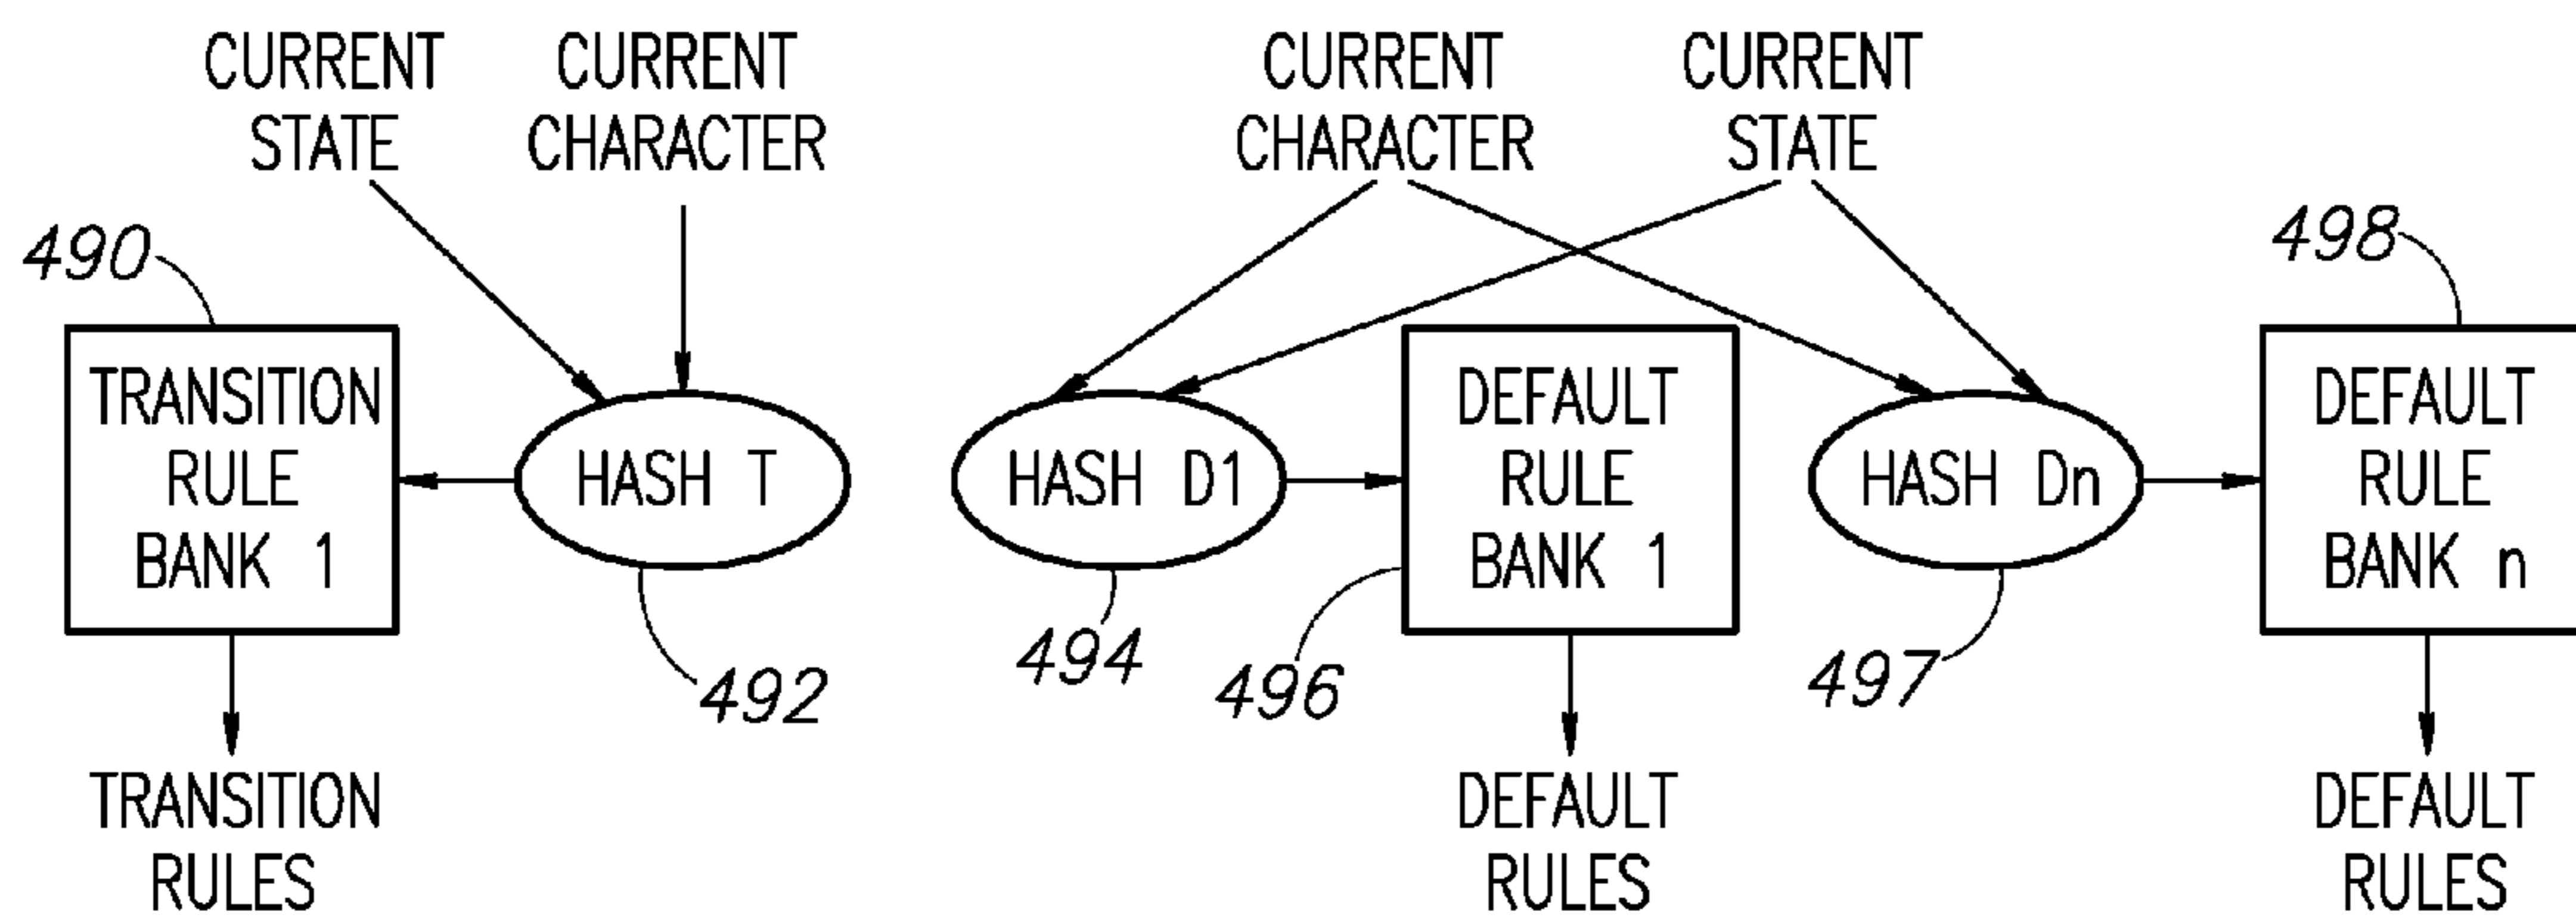 CURRENT STATE
CURRENT CHARACTER
CURRENT CHARACTER
CURRENT STATE
490
498
TRANSITION
RULE
BANK 1
HASH T
HASH D1
DEFAULT
RULE
BANK 1
HASH Dn
DEFAULT
RULE
BANK n
492
494
496
497
TRANSITION
RULES
DEFAULT
RULES
DEFAULT
RULES